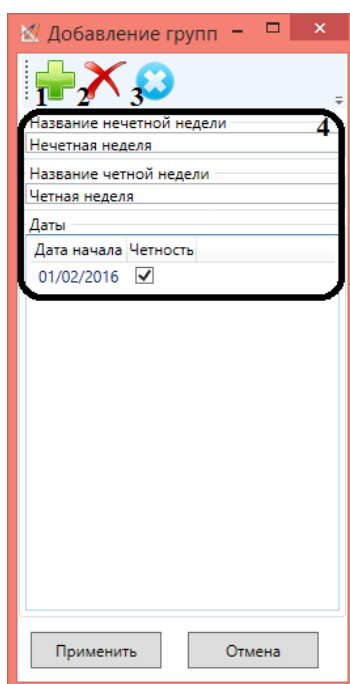 Добавление групп
1 2 3
Название нечетной недели 4
Нечетная неделя
Название четной недели
Четная неделя
Даты
Дата начала Четность
01/02/2016
Применить Отмена